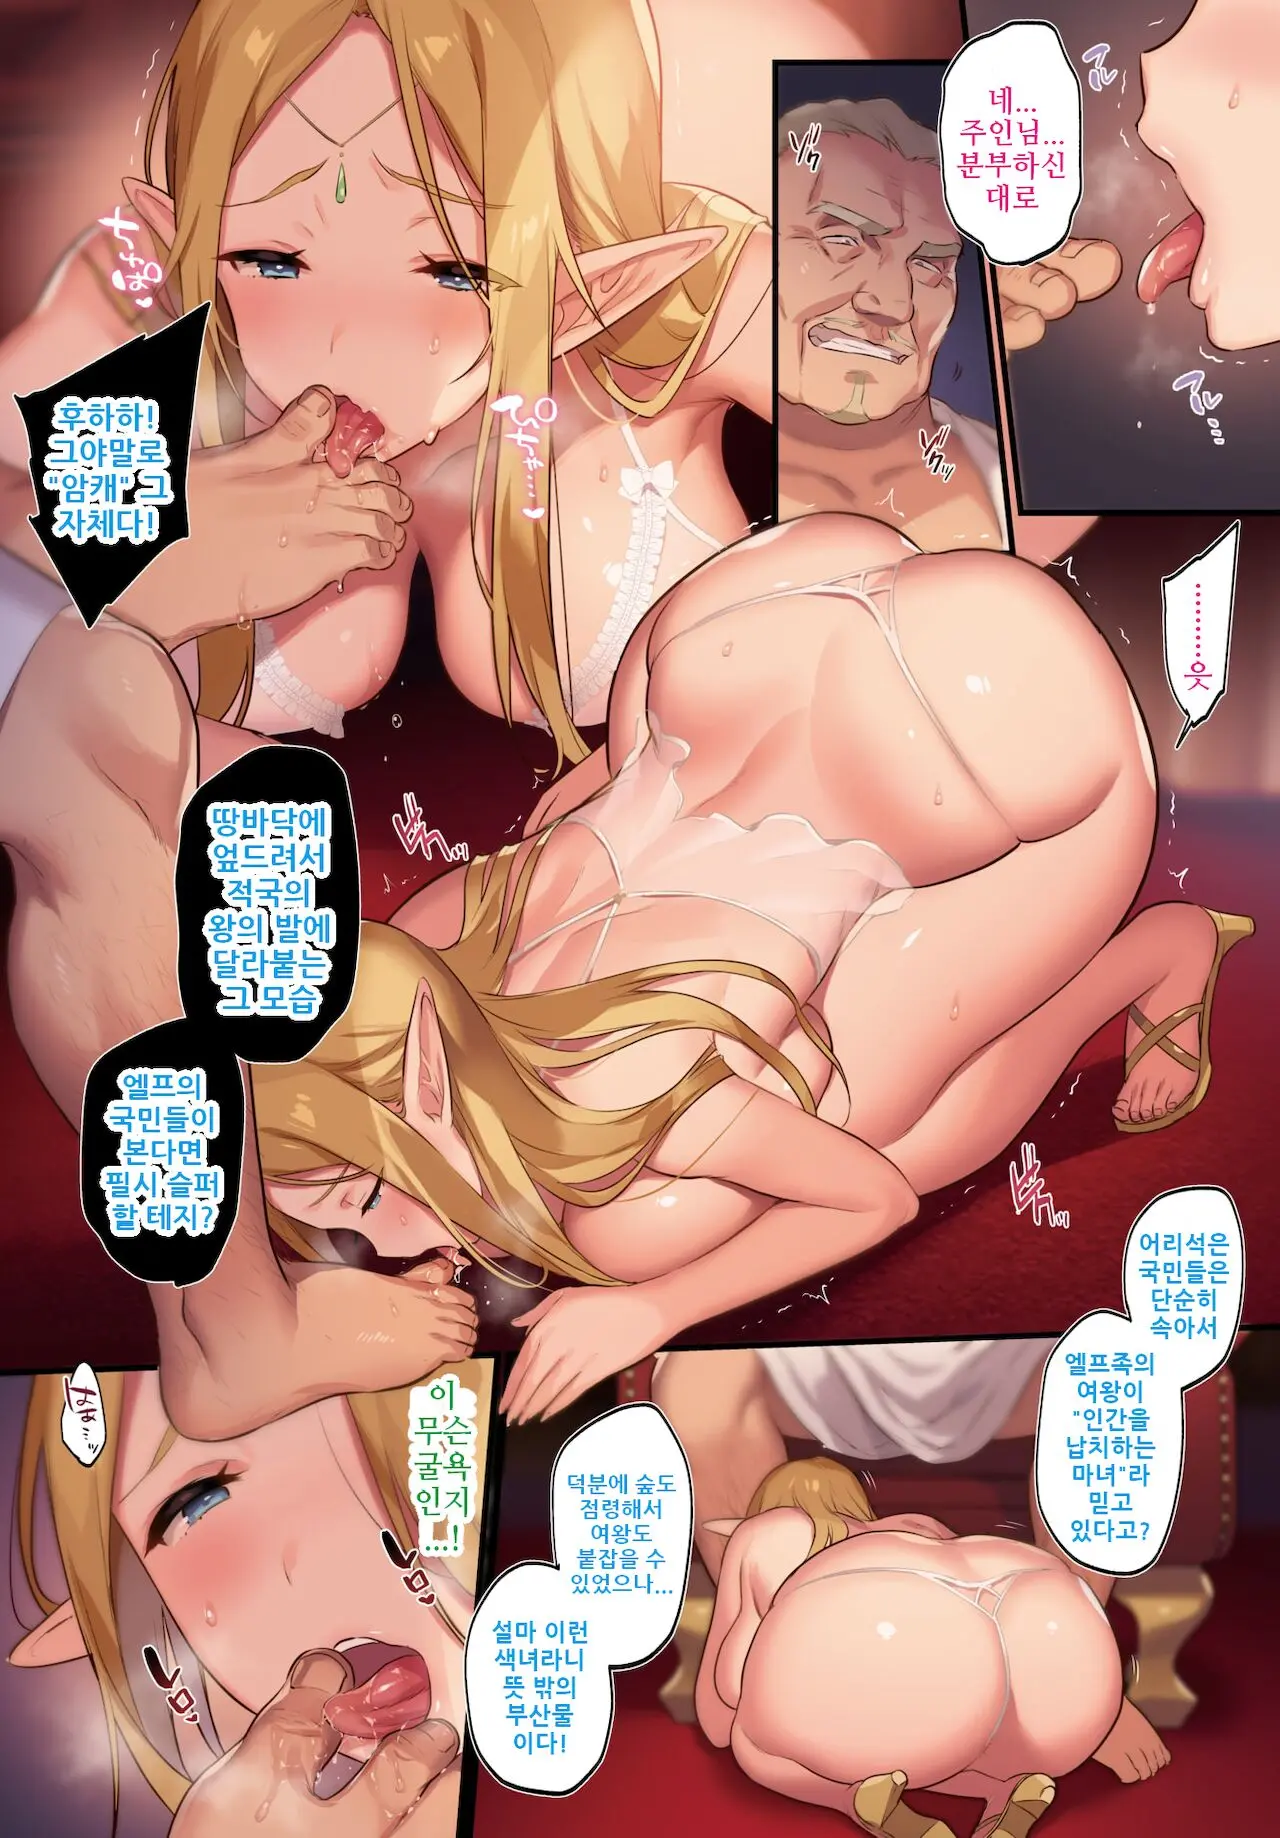 네...
주인님...
분부하신
대로
후하하!
그야말로
"암캐" 그
자체다!
.........
읏
땅바닥에
엎드려서
적국의
왕의 발에
달라붙는
그 모습
엘프의
국민들이
본다면
필시 슬퍼
할 테지?
어리석은
국민들은
단순히
속아서
엘프족의
여왕이
"인간을
납치하는
마녀"라
믿고
있다고?
덕분에 숲도
점령해서
여왕도
붙잡을 수
있었으나...
설마 이런
색녀라니
뜻 밖의
부산물
이다!
이
무슨
굴욕
인지
...!
はぁ…ッ